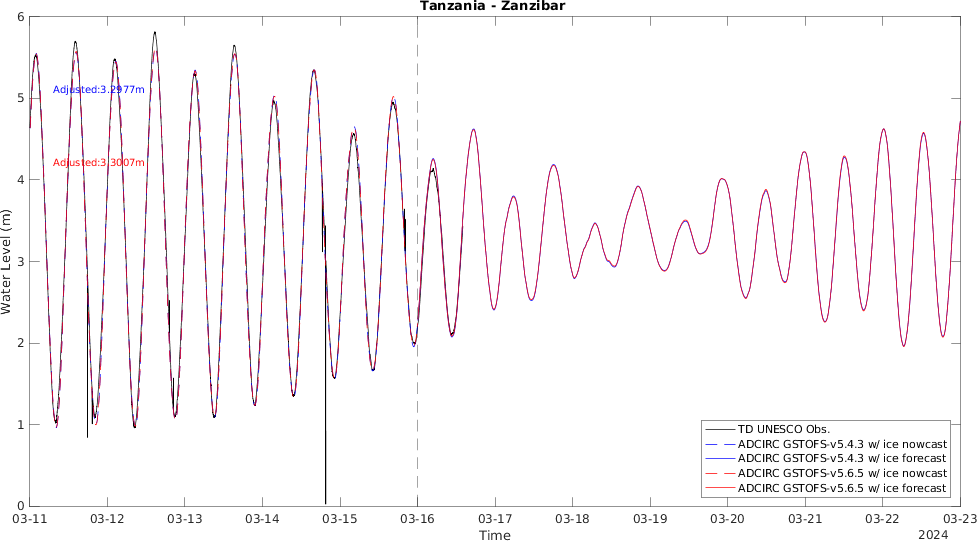 Tanzania - Zanzibar
6
5
4
3
2
1
0
Water Level (m)
Adjusted:3.2977m
Adjusted:3.3007m
TD UNESCO Obs.
ADCIRC GSTOFS-v5.4.3 w/ ice nowcast
ADCIRC GSTOFS-v5.4.3 w/ ice forecast
ADCIRC GSTOFS-v5.6.5 w/ ice nowcast
ADCIRC GSTOFS-v5.6.5 w/ ice forecast
03-11 03-12 03-13 03-14 03-15 03-16 03-17 03-18 03-19 03-20 03-21 03-22 03-23
Time
2024